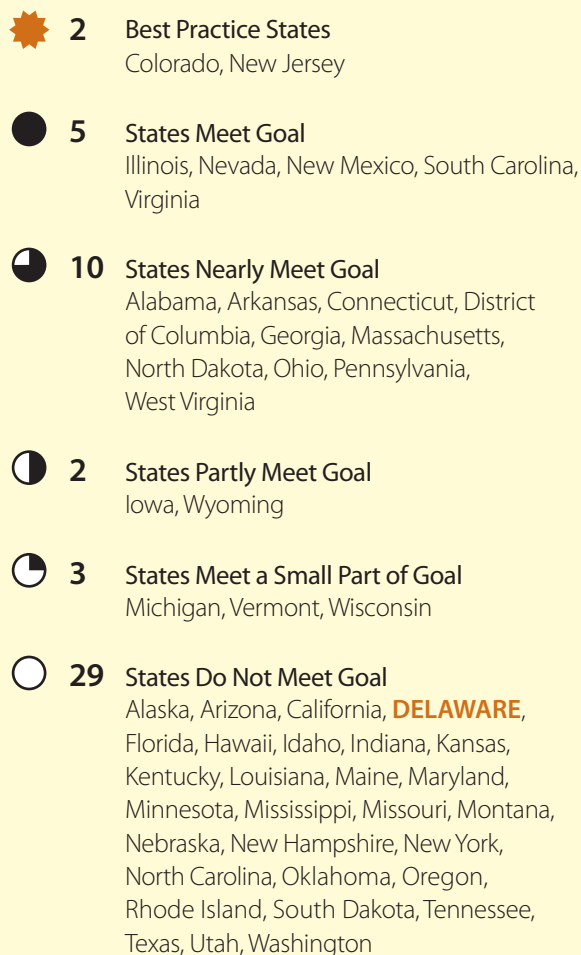 2 Best Practice States
Colorado, New Jersey
5 States Meet Goal
Illinois, Nevada, New Mexico, South Carolina,
Virginia
10 States Nearly Meet Goal
Alabama, Arkansas, Connecticut, District
of Columbia, Georgia, Massachusetts,
North Dakota, Ohio, Pennsylvania,
West Virginia
2 States Partly Meet Goal
Iowa, Wyoming
3 States Meet a Small Part of Goal
Michigan, Vermont, Wisconsin
29 States Do Not Meet Goal
Alaska, Arizona, California, DELAWARE,
Florida, Hawaii, Idaho, Indiana, Kansas,
Kentucky, Louisiana, Maine, Maryland,
Minnesota, Mississippi, Missouri, Montana,
Nebraska, New Hampshire, New York,
North Carolina, Oklahoma, Oregon,
Rhode Island, South Dakota, Tennessee,
Texas, Utah, Washington